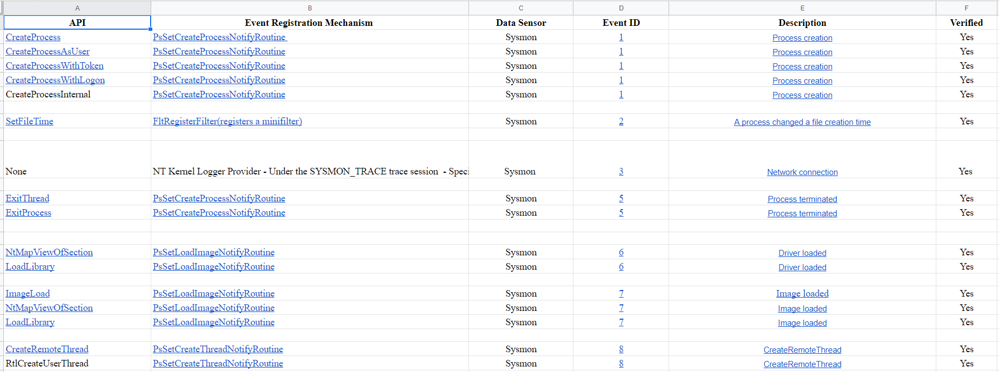 A B C D E F
API Event Registration Mechanism Data Sensor Event ID Description Verified
CreateProcess PsSetCreateProcessNotifyRoutine Sysmon 1 Process creation Yes
CreateProcessAsUser PsSetCreateProcessNotifyRoutine Sysmon 1 Process creation Yes
CreateProcessWithToken PsSetCreateProcessNotifyRoutine Sysmon 1 Process creation Yes
CreateProcessWithLogon PsSetCreateProcessNotifyRoutine Sysmon 1 Process creation Yes
CreateProcessInternal PsSetCreateProcessNotifyRoutine Sysmon 1 Process creation Yes
SetFileTime FltRegisterFilter(registers a minifilter) Sysmon 2 A process changed a file creation time Yes
None NT Kernel Logger Provider - Under the SYSMON_TRACE trace session - Speci Sysmon 3 Network connection Yes
ExitThread PsSetCreateProcessNotifyRoutine Sysmon 5 Process terminated Yes
ExitProcess PsSetCreateProcessNotifyRoutine Sysmon 5 Process terminated Yes
NtMapViewOfSection PsSetLoadImageNotifyRoutine Sysmon 6 Driver loaded Yes
LoadLibrary PsSetLoadImageNotifyRoutine Sysmon 6 Driver loaded Yes
ImageLoad PsSetLoadImageNotifyRoutine Sysmon 7 Image loaded Yes
NtMapViewOfSection PsSetLoadImageNotifyRoutine Sysmon 7 Image loaded Yes
LoadLibrary PsSetLoadImageNotifyRoutine Sysmon 7 Image loaded Yes
CreateRemoteThread PsSetCreateThreadNotifyRoutine Sysmon 8 CreateRemoteThread Yes
RtlCreateUserThread PsSetCreateThreadNotifyRoutine Sysmon 8 CreateRemoteThread Yes